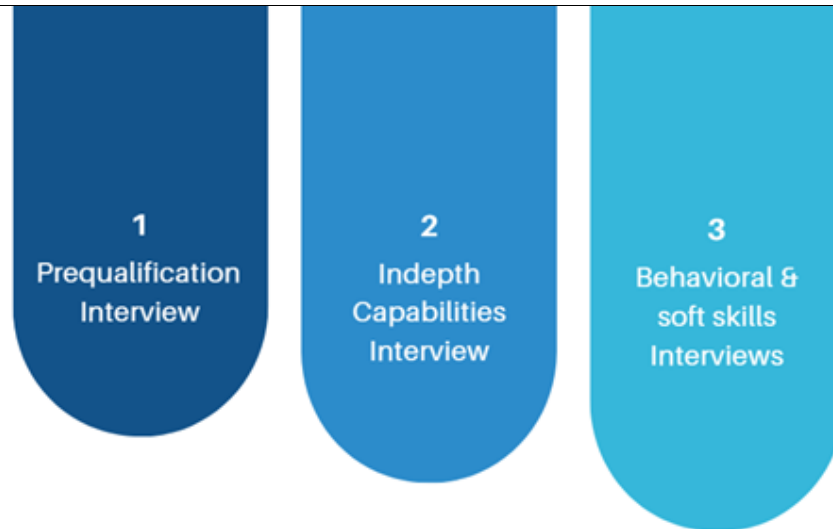 1
Prequalification
Interview
2
Indepth
Capabilities
Interview
3
Behavioral &
soft skills
Interviews